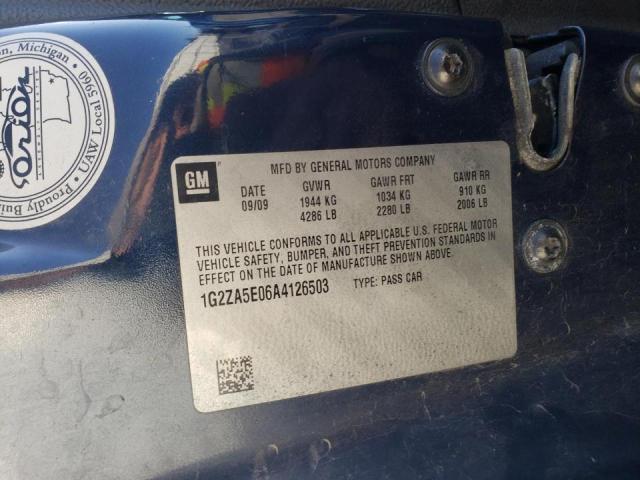 on, Michigan
orion
Proudly Buil
UAW Local 5960
GM
MFD BY GENERAL MOTORS COMPANY
DATE GVWR GAWR FRT GAWR RR
09/09 1944 KG 1034 KG 910 KG
4286 LB 2280 LB 2006 LB
THIS VEHICLE CONFORMS TO ALL APPLICABLE U.S. FEDERAL MOTOR
VEHICLE SAFETY, BUMPER, AND THEFT PREVENTION STANDARDS IN
EFFECT ON THE DATE OF MANUFACTURE SHOWN ABOVE.
1G2ZA5E06A4126503 TYPE: PASS CAR